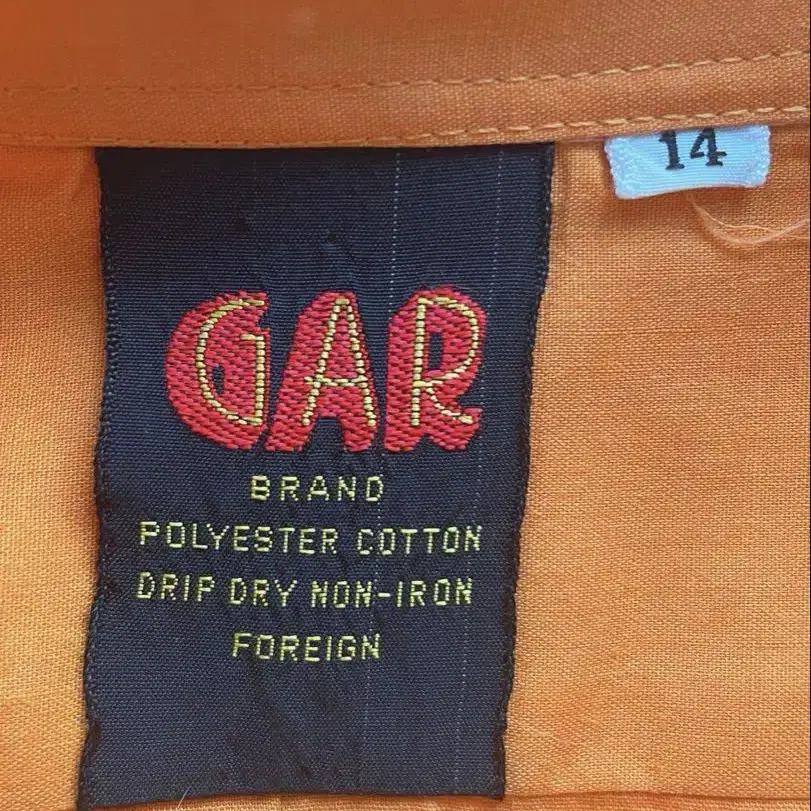 14
GAR
BRAND
POLYESTER COTTON
DRIP DRY NON-IRON
FOREIGN